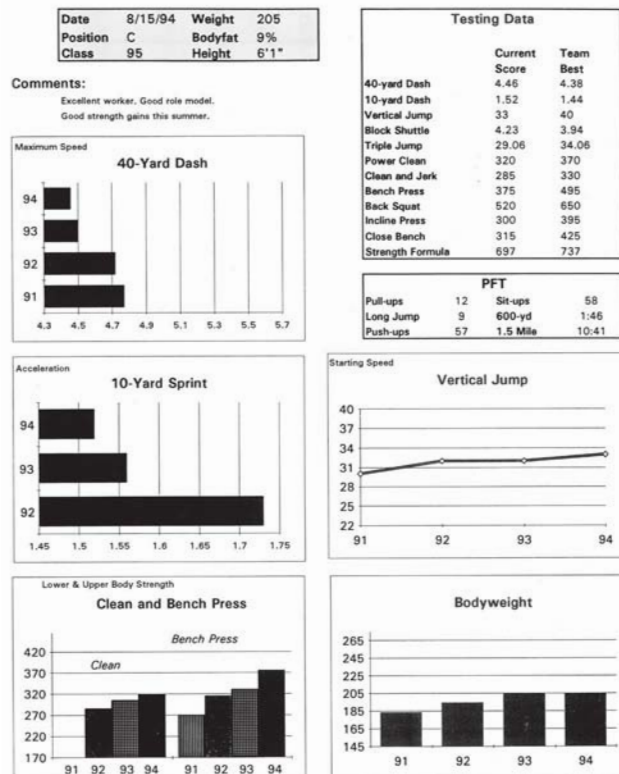 Date 8/15/94 Weight 205
Position C Bodyfat 9%
Class 95 Height 6'1"
Comments:
Excellent worker. Good role model.
Good strength gains this summer.
Testing Data
Current Team
Score Best
40-yard Dash 4.46 4.38
10-yard Dash 1.52 1.44
Vertical Jump 33 40
Block Shuttle 4.23 3.94
Triple Jump 29.06 34.06
Power Clean 320 370
Clean and Jerk 285 330
Bench Press 375 495
Back Squat 520 650
Incline Press 300 395
Close Bench 315 425
Strength Formula 697 737
PFT
Pull-ups 12 Sit-ups 58
Long Jump 9 600-yd 1:46
Push-ups 57 1.5 Mile 10:41
Maximum Speed
40-Yard Dash
94
93
92
91
4.3 4.5 4.7 4.9 5.1 5.3 5.5 5.7
Acceleration
10-Yard Sprint
94
93
92
1.45 1.5 1.55 1.6 1.65 1.7 1.75
Starting Speed
Vertical Jump
40
37
34
31
28
25
22
91 92 93 94
Lower & Upper Body Strength
Clean and Bench Press
Bench Press
Clean
420
370
320
270
220
170
91 92 93 94 91 92 93 94
Bodyweight
265
245
225
205
185
165
145
91 92 93 94